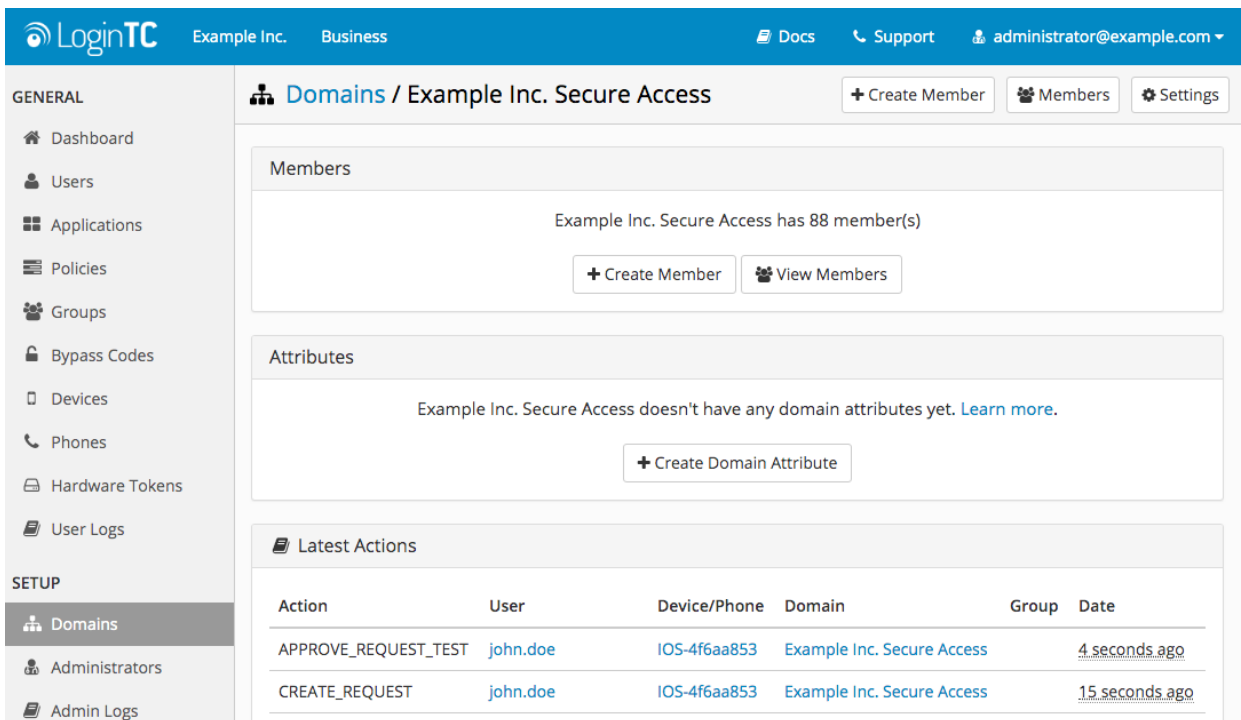 LoginTC Example Inc. Business Docs Support administrator@example.com
GENERAL
Dashboard
Users
Applications
Policies
Groups
Bypass Codes
Devices
Phones
Hardware Tokens
User Logs
SETUP
Domains
Administrators
Admin Logs
Domains / Example Inc. Secure Access
+ Create Member Members Settings
Members
Example Inc. Secure Access has 88 member(s)
+ Create Member View Members
Attributes
Example Inc. Secure Access doesn't have any domain attributes yet. Learn more.
+ Create Domain Attribute
Latest Actions
Action User Device/Phone Domain Group Date
APPROVE_REQUEST_TEST john.doe IOS-4f6aa853 Example Inc. Secure Access 4 seconds ago
CREATE_REQUEST john.doe IOS-4f6aa853 Example Inc. Secure Access 15 seconds ago